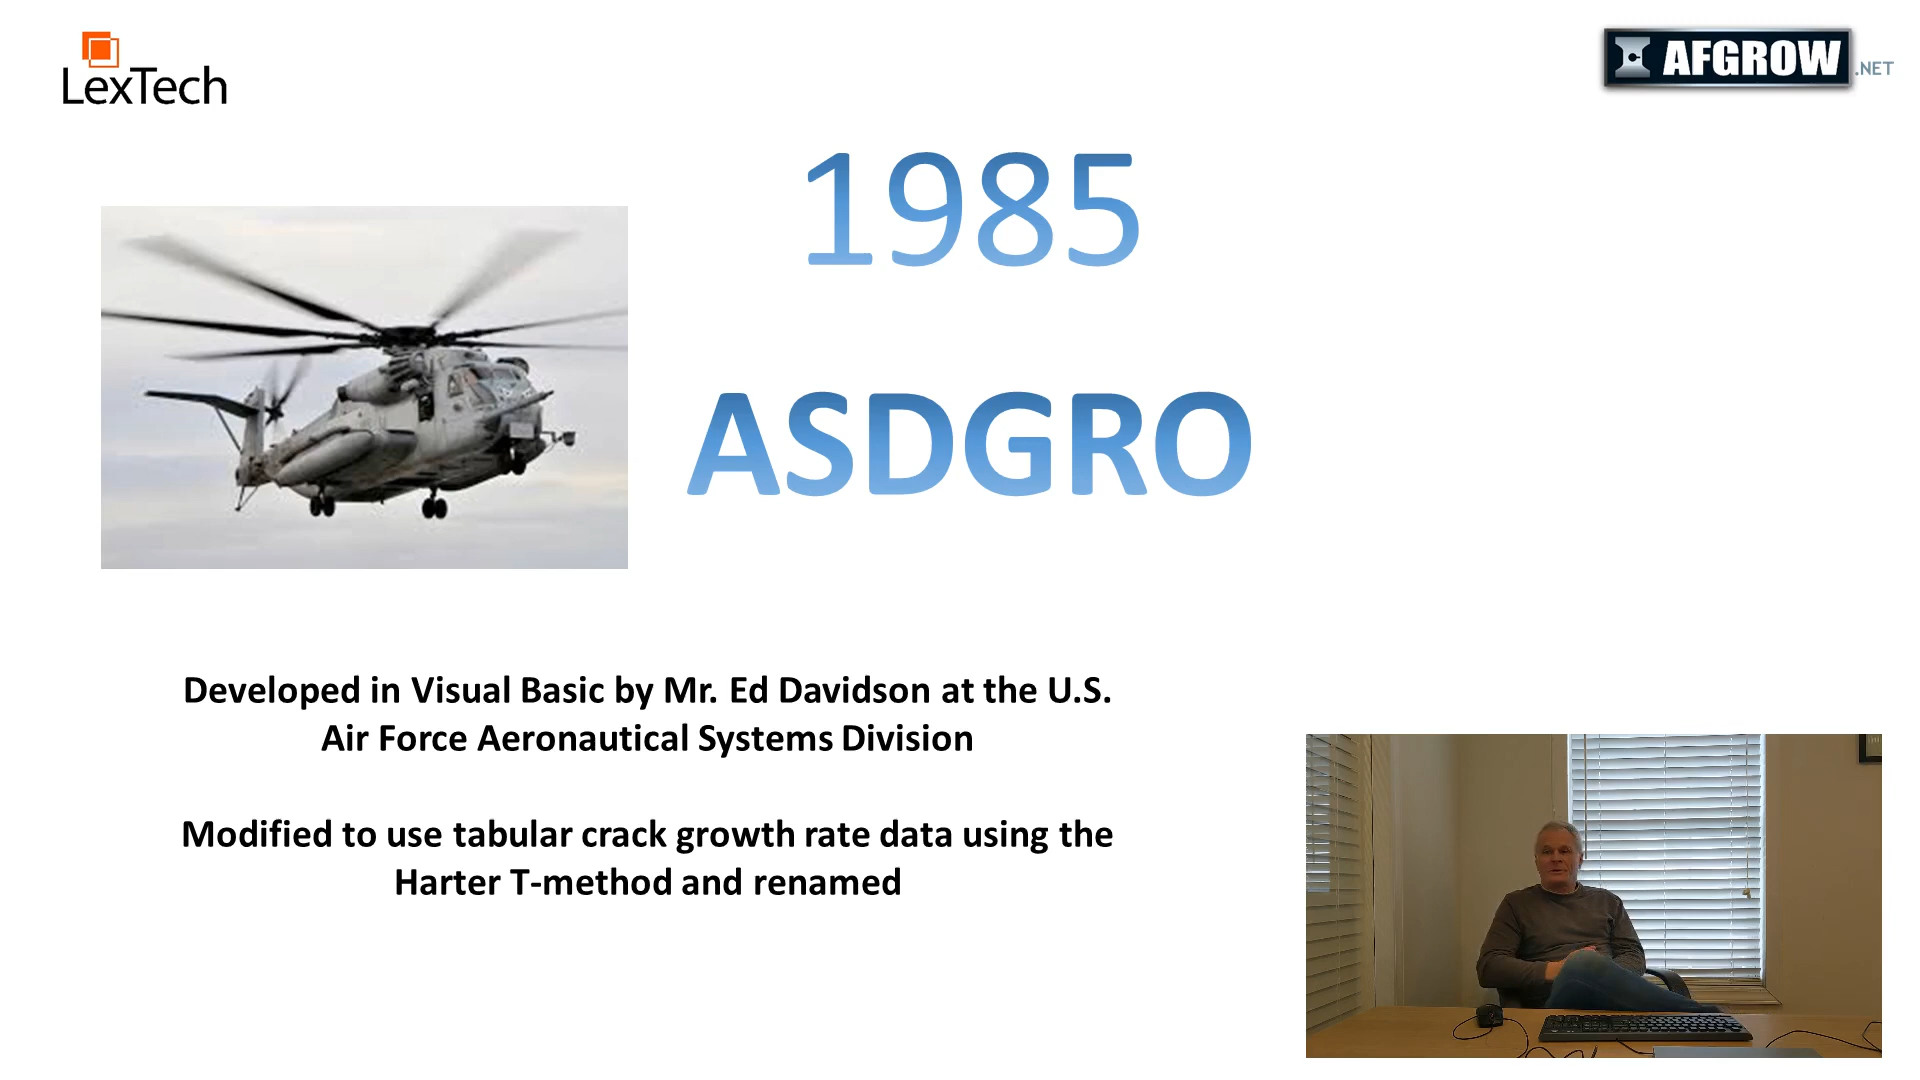 LexTech
AFGROW
.NET
1985
ASDGRO
Developed in Visual Basic by Mr. Ed Davidson at the U.S.
Air Force Aeronautical Systems Division
Modified to use tabular crack growth rate data using the
Harter T-method and renamed